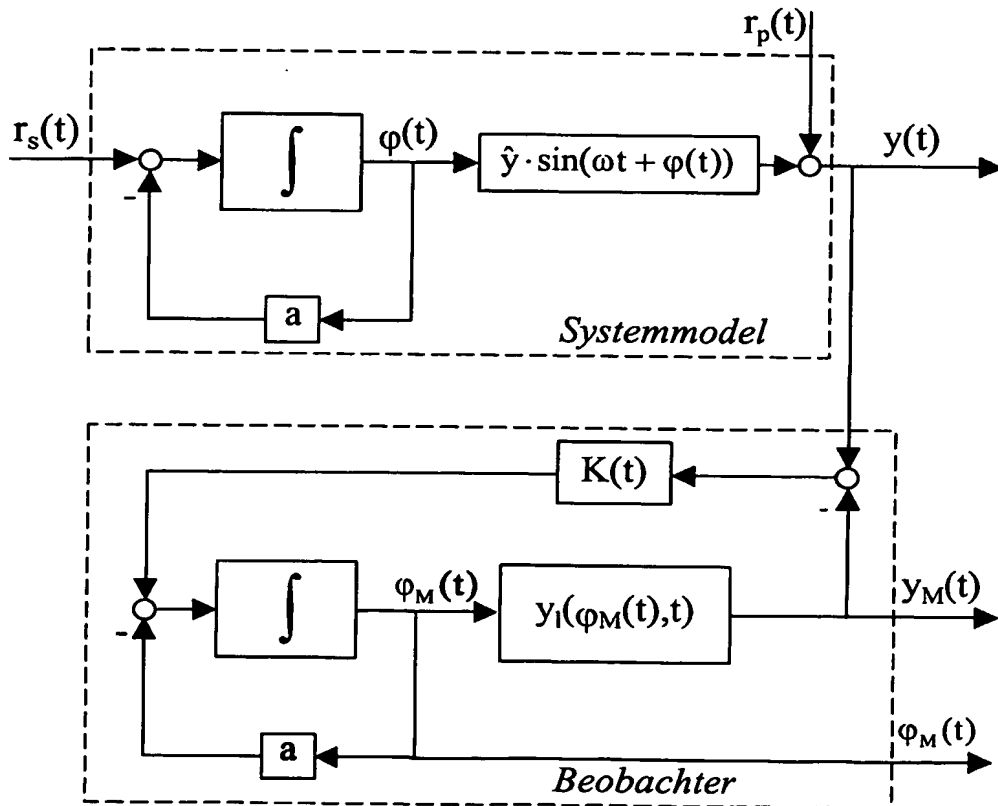 r_p(t)
r_s(t)
∫
φ(t)
ŷ · sin(ωt + φ(t))
y(t)
-
a
Systemmodel
K(t)
-
∫
φ_M(t)
y_l(φ_M(t),t)
y_M(t)
-
a
φ_M(t)
Beobachter